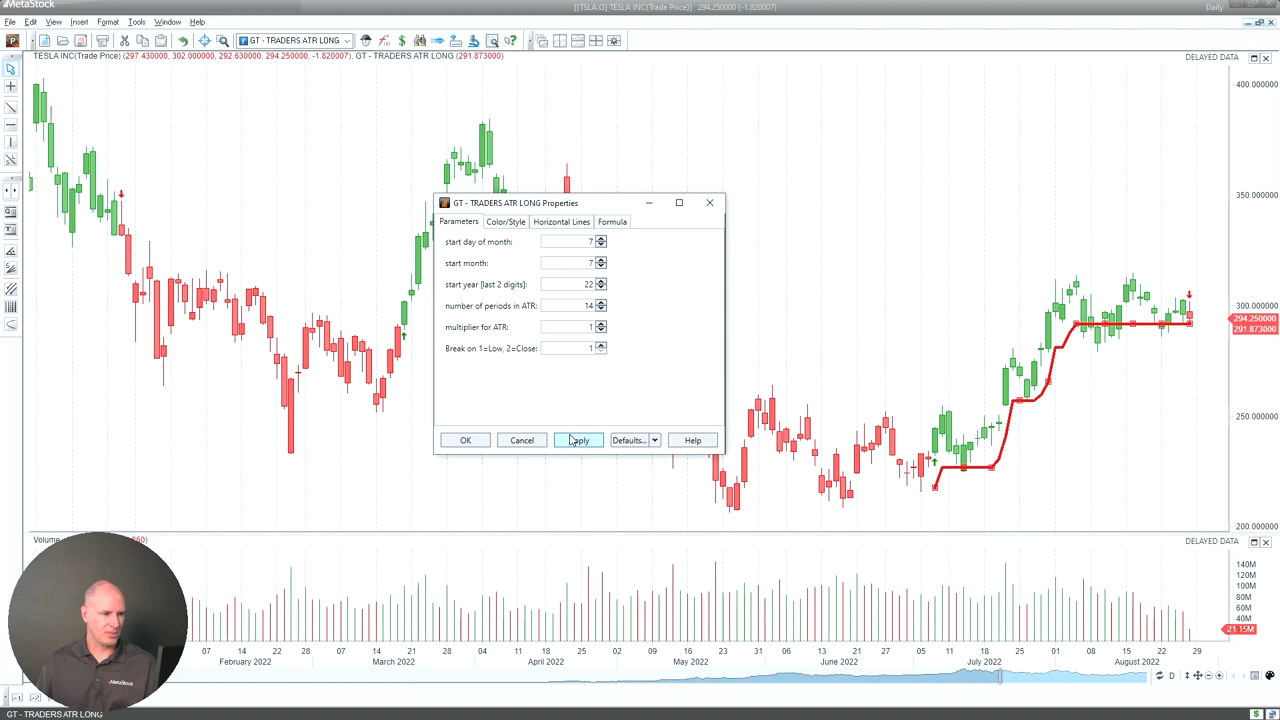 MetaStock
[[TSLA.O] TESLA INC(Trade Price) 294.250000 (-1.820007)]
Daily
File Edit View Insert Format Tools Window Help
GT - TRADERS ATR LONG
TESLA INC(Trade Price) (297.430000, 302.000000, 292.630000, 294.250000, -1.820007), GT - TRADERS ATR LONG (291.873000)
DELAYED DATA
400.000000
350.000000
300.000000
294.250000
291.873000
250.000000
200.000000
GT - TRADERS ATR LONG Properties
Parameters Color/Style Horizontal Lines Formula
start day of month: 7
start month: 7
start year [last 2 digits]: 22
number of periods in ATR: 14
multiplier for ATR: 1
Break on 1=Low, 2=Close: 1
OK Cancel Defaults... Help
Volume
DELAYED DATA
140M
120M
100M
80M
60M
40M
21.15M
07 14 22 01 07 14 21 28 04 11 18 25 02 09 16 23 31 06 13 21 27 05 11 18 25 01 08 15 22 29
February 2022 March 2022 April 2022 May 2022 June 2022 July 2022 August 2022
D
MetaStock
GT - TRADERS ATR LONG